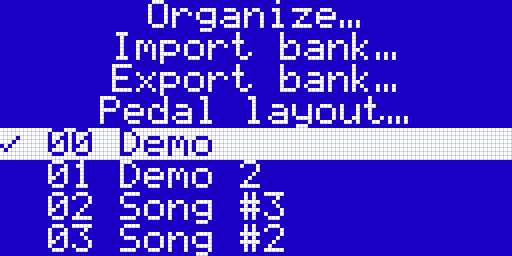 Organize…
Import bank…
Export bank…
Pedal layout…
✓ 00 Demo
01 Demo 2
02 Song #3
03 Song #2